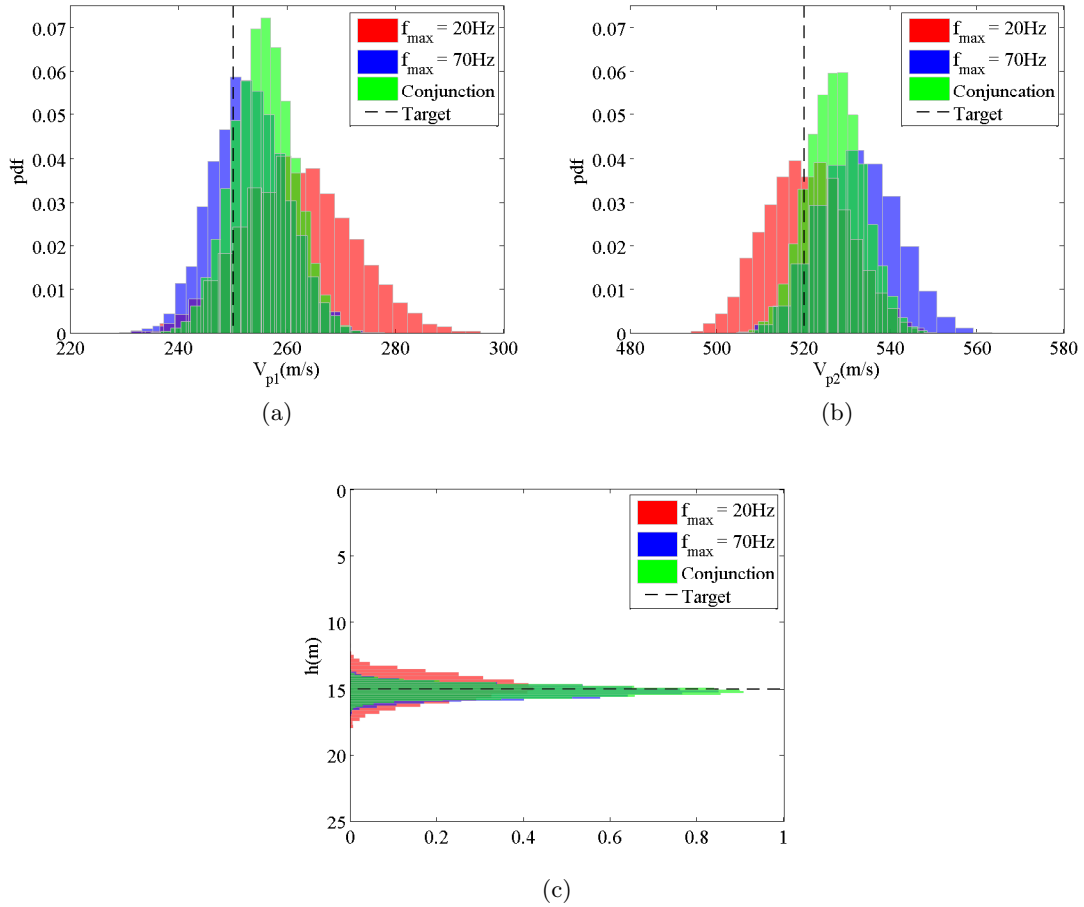 0.07
0.06
0.05
0.04
0.03
0.02
0.01
0
pdf
220
240
260
280
300
V_p1(m/s)
f_max = 20Hz
f_max = 70Hz
Conjunction
Target
(a)
0.07
0.06
0.05
0.04
0.03
0.02
0.01
0
pdf
480
500
520
540
560
580
V_p2(m/s)
f_max = 20Hz
f_max = 70Hz
Conjuncation
Target
(b)
0
5
10
15
20
25
h(m)
0
0.2
0.4
0.6
0.8
1
f_max = 20Hz
f_max = 70Hz
Conjunction
Target
(c)